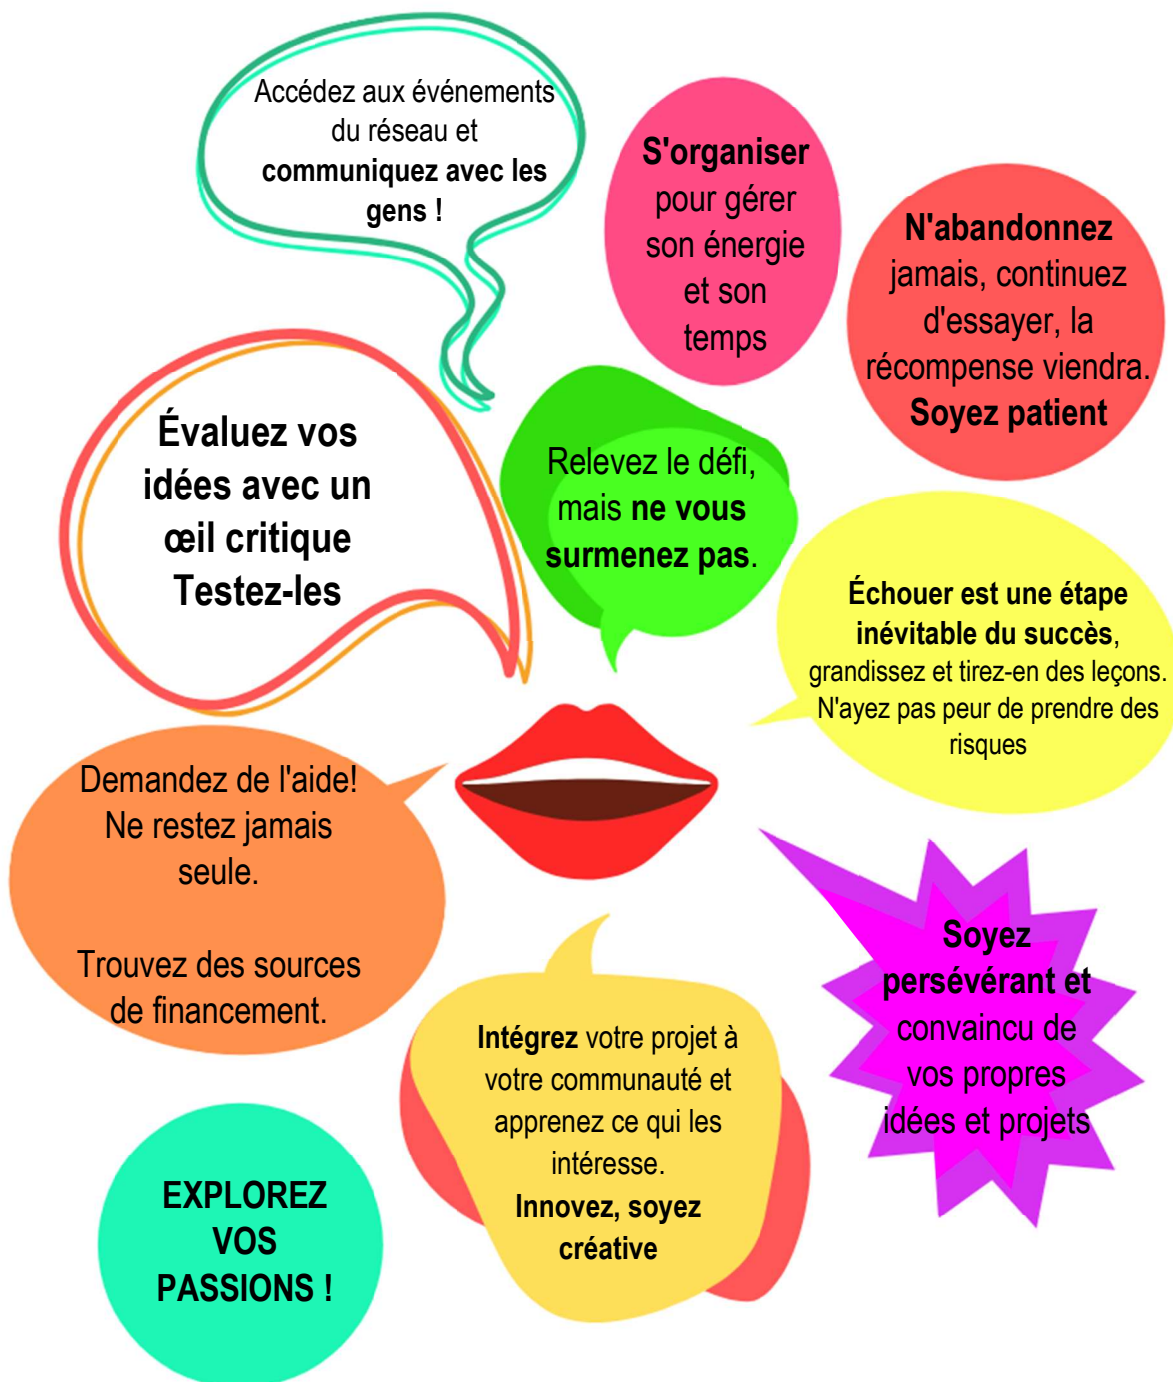 Accédez aux événements
du réseau et
communiquez avec les
gens !
S'organiser
pour gérer
son énergie
et son
temps
N'abandonnez
jamais, continuez
d'essayer, la
récompense viendra.
Soyez patient
Évaluez vos
idées avec un
œil critique
Testez-les
Relevez le défi,
mais ne vous
surmenez pas.
Échouer est une étape
inévitable du succès,
grandissez et tirez-en des leçons.
N'ayez pas peur de prendre des
risques
Demandez de l'aide!
Ne restez jamais
seule.
Trouvez des sources
de financement.
Soyez
persévérant et
convaincu de
vos propres
idées et projets
Intégrez votre projet à
votre communauté et
apprenez ce qui les
intéresse.
Innovez, soyez
créative
EXPLOREZ
VOS
PASSIONS !